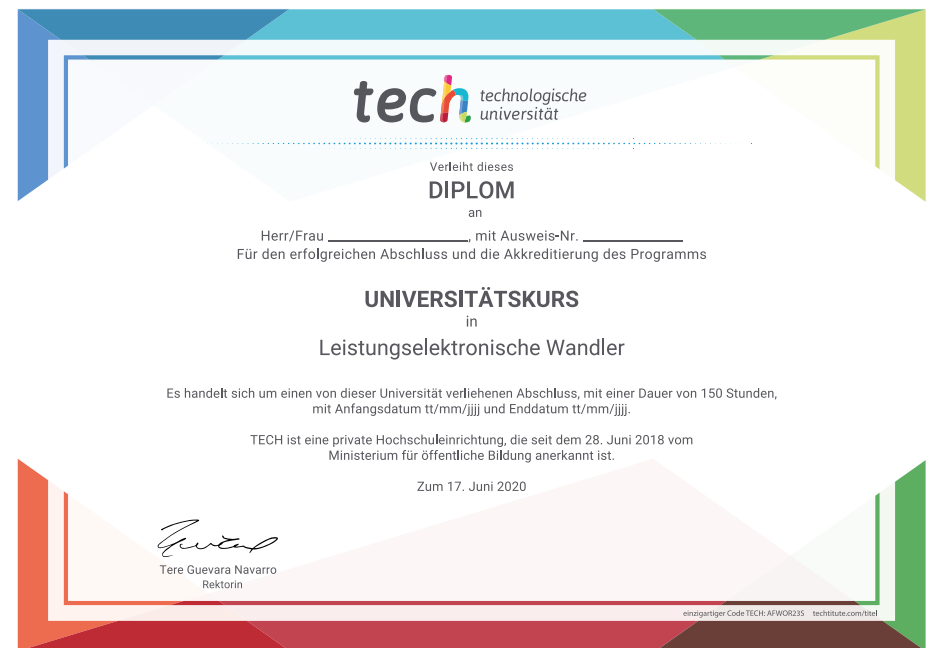 tech technologische
universität
Verleiht dieses
DIPLOM
an
Herr/Frau ____________, mit Ausweis-Nr. ____________
Für den erfolgreichen Abschluss und die Akkreditierung des Programms
UNIVERSITÄTSKURS
in
Leistungselektronische Wandler
Es handelt sich um einen von dieser Universität verliehenen Abschluss, mit einer Dauer von 150 Stunden,
mit Anfangsdatum tt/mm/jjjj und Enddatum tt/mm/jjjj.
TECH ist eine private Hochschuleinrichtung, die seit dem 28. Juni 2018 vom
Ministerium für öffentliche Bildung anerkannt ist.
Zum 17. Juni 2020
Tere Guevara Navarro
Rektorin
einzigartiger Code TECH: AFWOR23S techtitute.com/titel